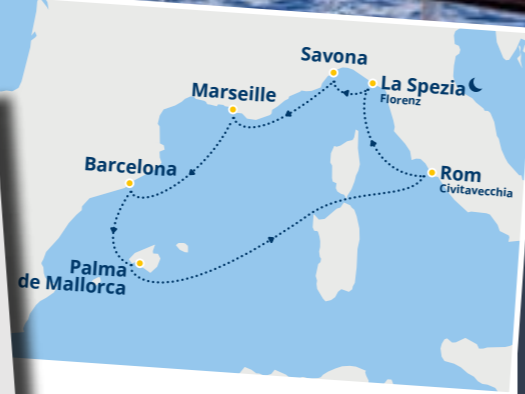 Savona
La Spezia
Florenz
Marseille
Barcelona
Rom
Civitavecchia
Palma
de Mallorca